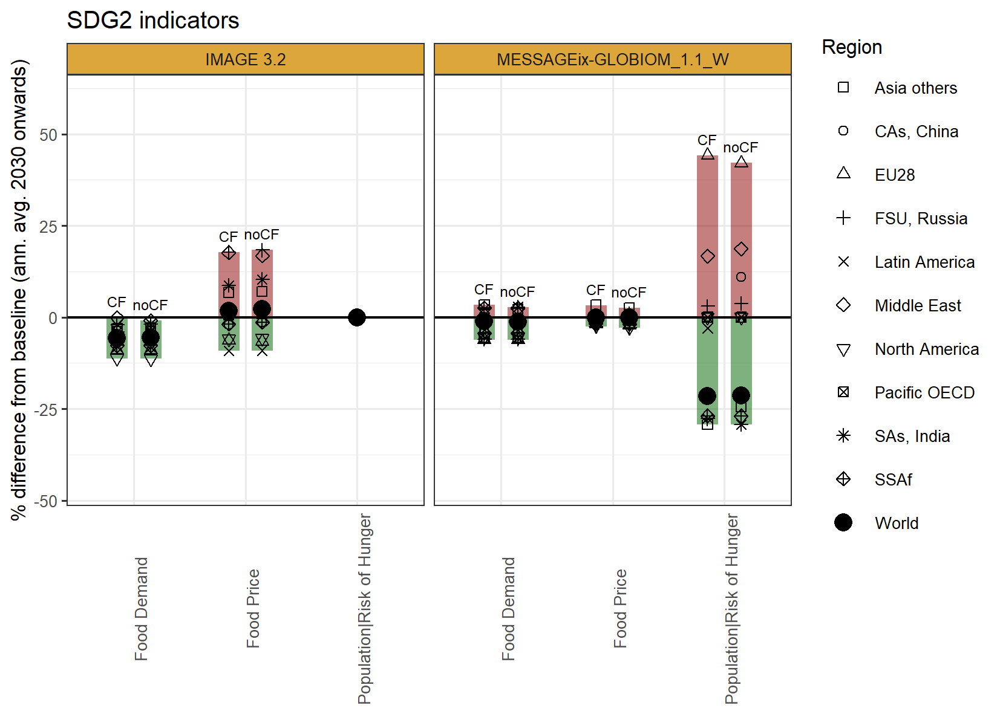 SDG2 indicators
IMAGE 3.2
MESSAGEix-GLOBIOM_1.1_W
% difference from baseline (ann. avg. 2030 onwards)
50
25
0
-25
-50
CF
noCF
CF
noCF
CF
noCF
CF
noCF
CF
noCF
Food Demand
Food Price
Population|Risk of Hunger
Food Demand
Food Price
Population|Risk of Hunger
Region
Asia others
CAs, China
EU28
FSU, Russia
Latin America
Middle East
North America
Pacific OECD
SAs, India
SSAf
World